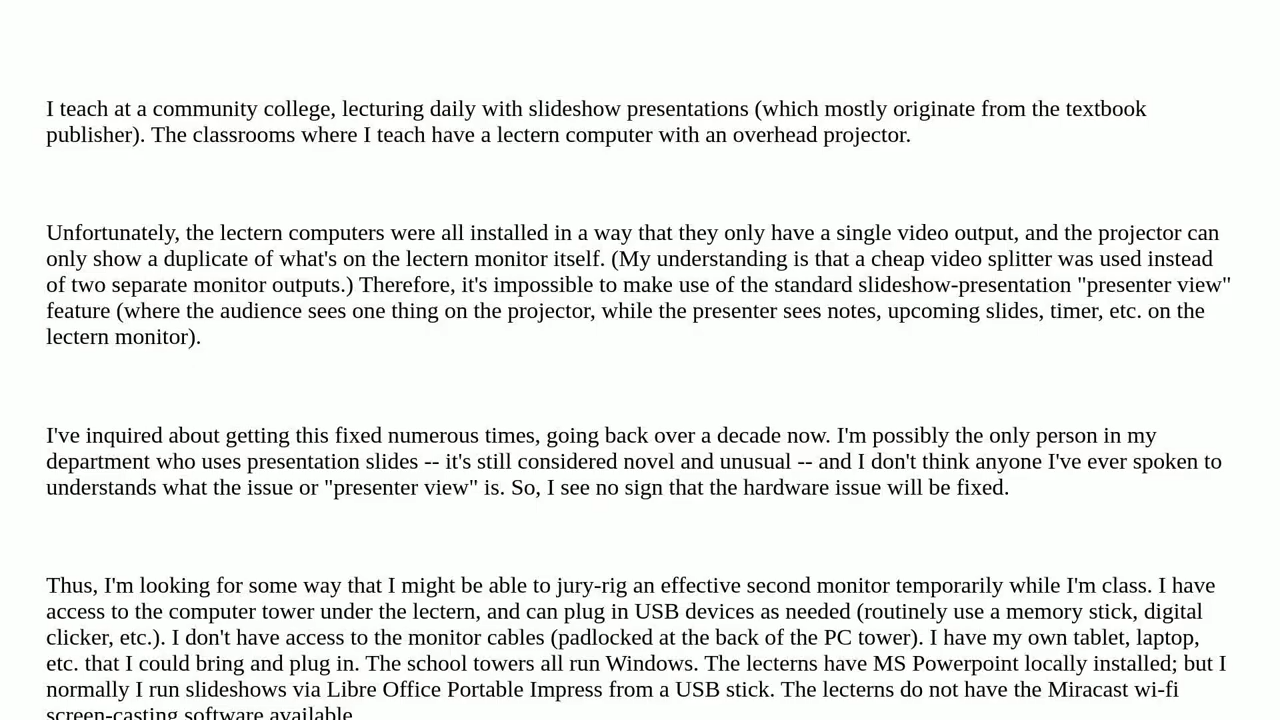 I teach at a community college, lecturing daily with slideshow presentations (which mostly originate from the textbook
publisher). The classrooms where I teach have a lectern computer with an overhead projector.
Unfortunately, the lectern computers were all installed in a way that they only have a single video output, and the projector can
only show a duplicate of what's on the lectern monitor itself. (My understanding is that a cheap video splitter was used instead
of two separate monitor outputs.) Therefore, it's impossible to make use of the standard slideshow-presentation "presenter view"
feature (where the audience sees one thing on the projector, while the presenter sees notes, upcoming slides, timer, etc. on the
lectern monitor).
I've inquired about getting this fixed numerous times, going back over a decade now. I'm possibly the only person in my
department who uses presentation slides -- it's still considered novel and unusual -- and I don't think anyone I've ever spoken to
understands what the issue or "presenter view" is. So, I see no sign that the hardware issue will be fixed.
Thus, I'm looking for some way that I might be able to jury-rig an effective second monitor temporarily while I'm class. I have
access to the computer tower under the lectern, and can plug in USB devices as needed (routinely use a memory stick, digital
clicker, etc.). I don't have access to the monitor cables (padlocked at the back of the PC tower). I have my own tablet, laptop,
etc. that I could bring and plug in. The school towers all run Windows. The lecterns have MS Powerpoint locally installed; but I
normally I run slideshows via Libre Office Portable Impress from a USB stick. The lecterns do not have the Miracast wi-fi
screen-casting software available.